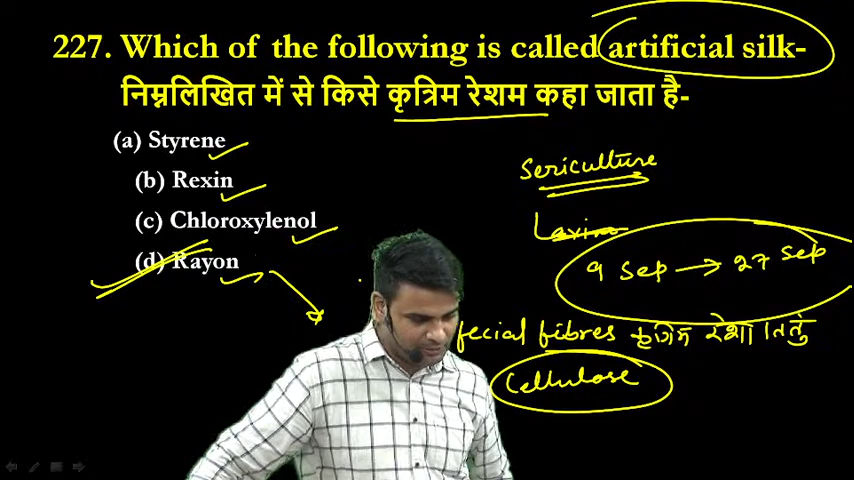 227. Which of the following is called artificial silk-
निम्नलिखित में से किसे कृत्रिम रेशम कहा जाता है-
(a) Styrene
(b) Rexin
(c) Chloroxylenol
(d) Rayon
Sericulture
9 Sep → 27 Sep
fecial fibres
Cellulose